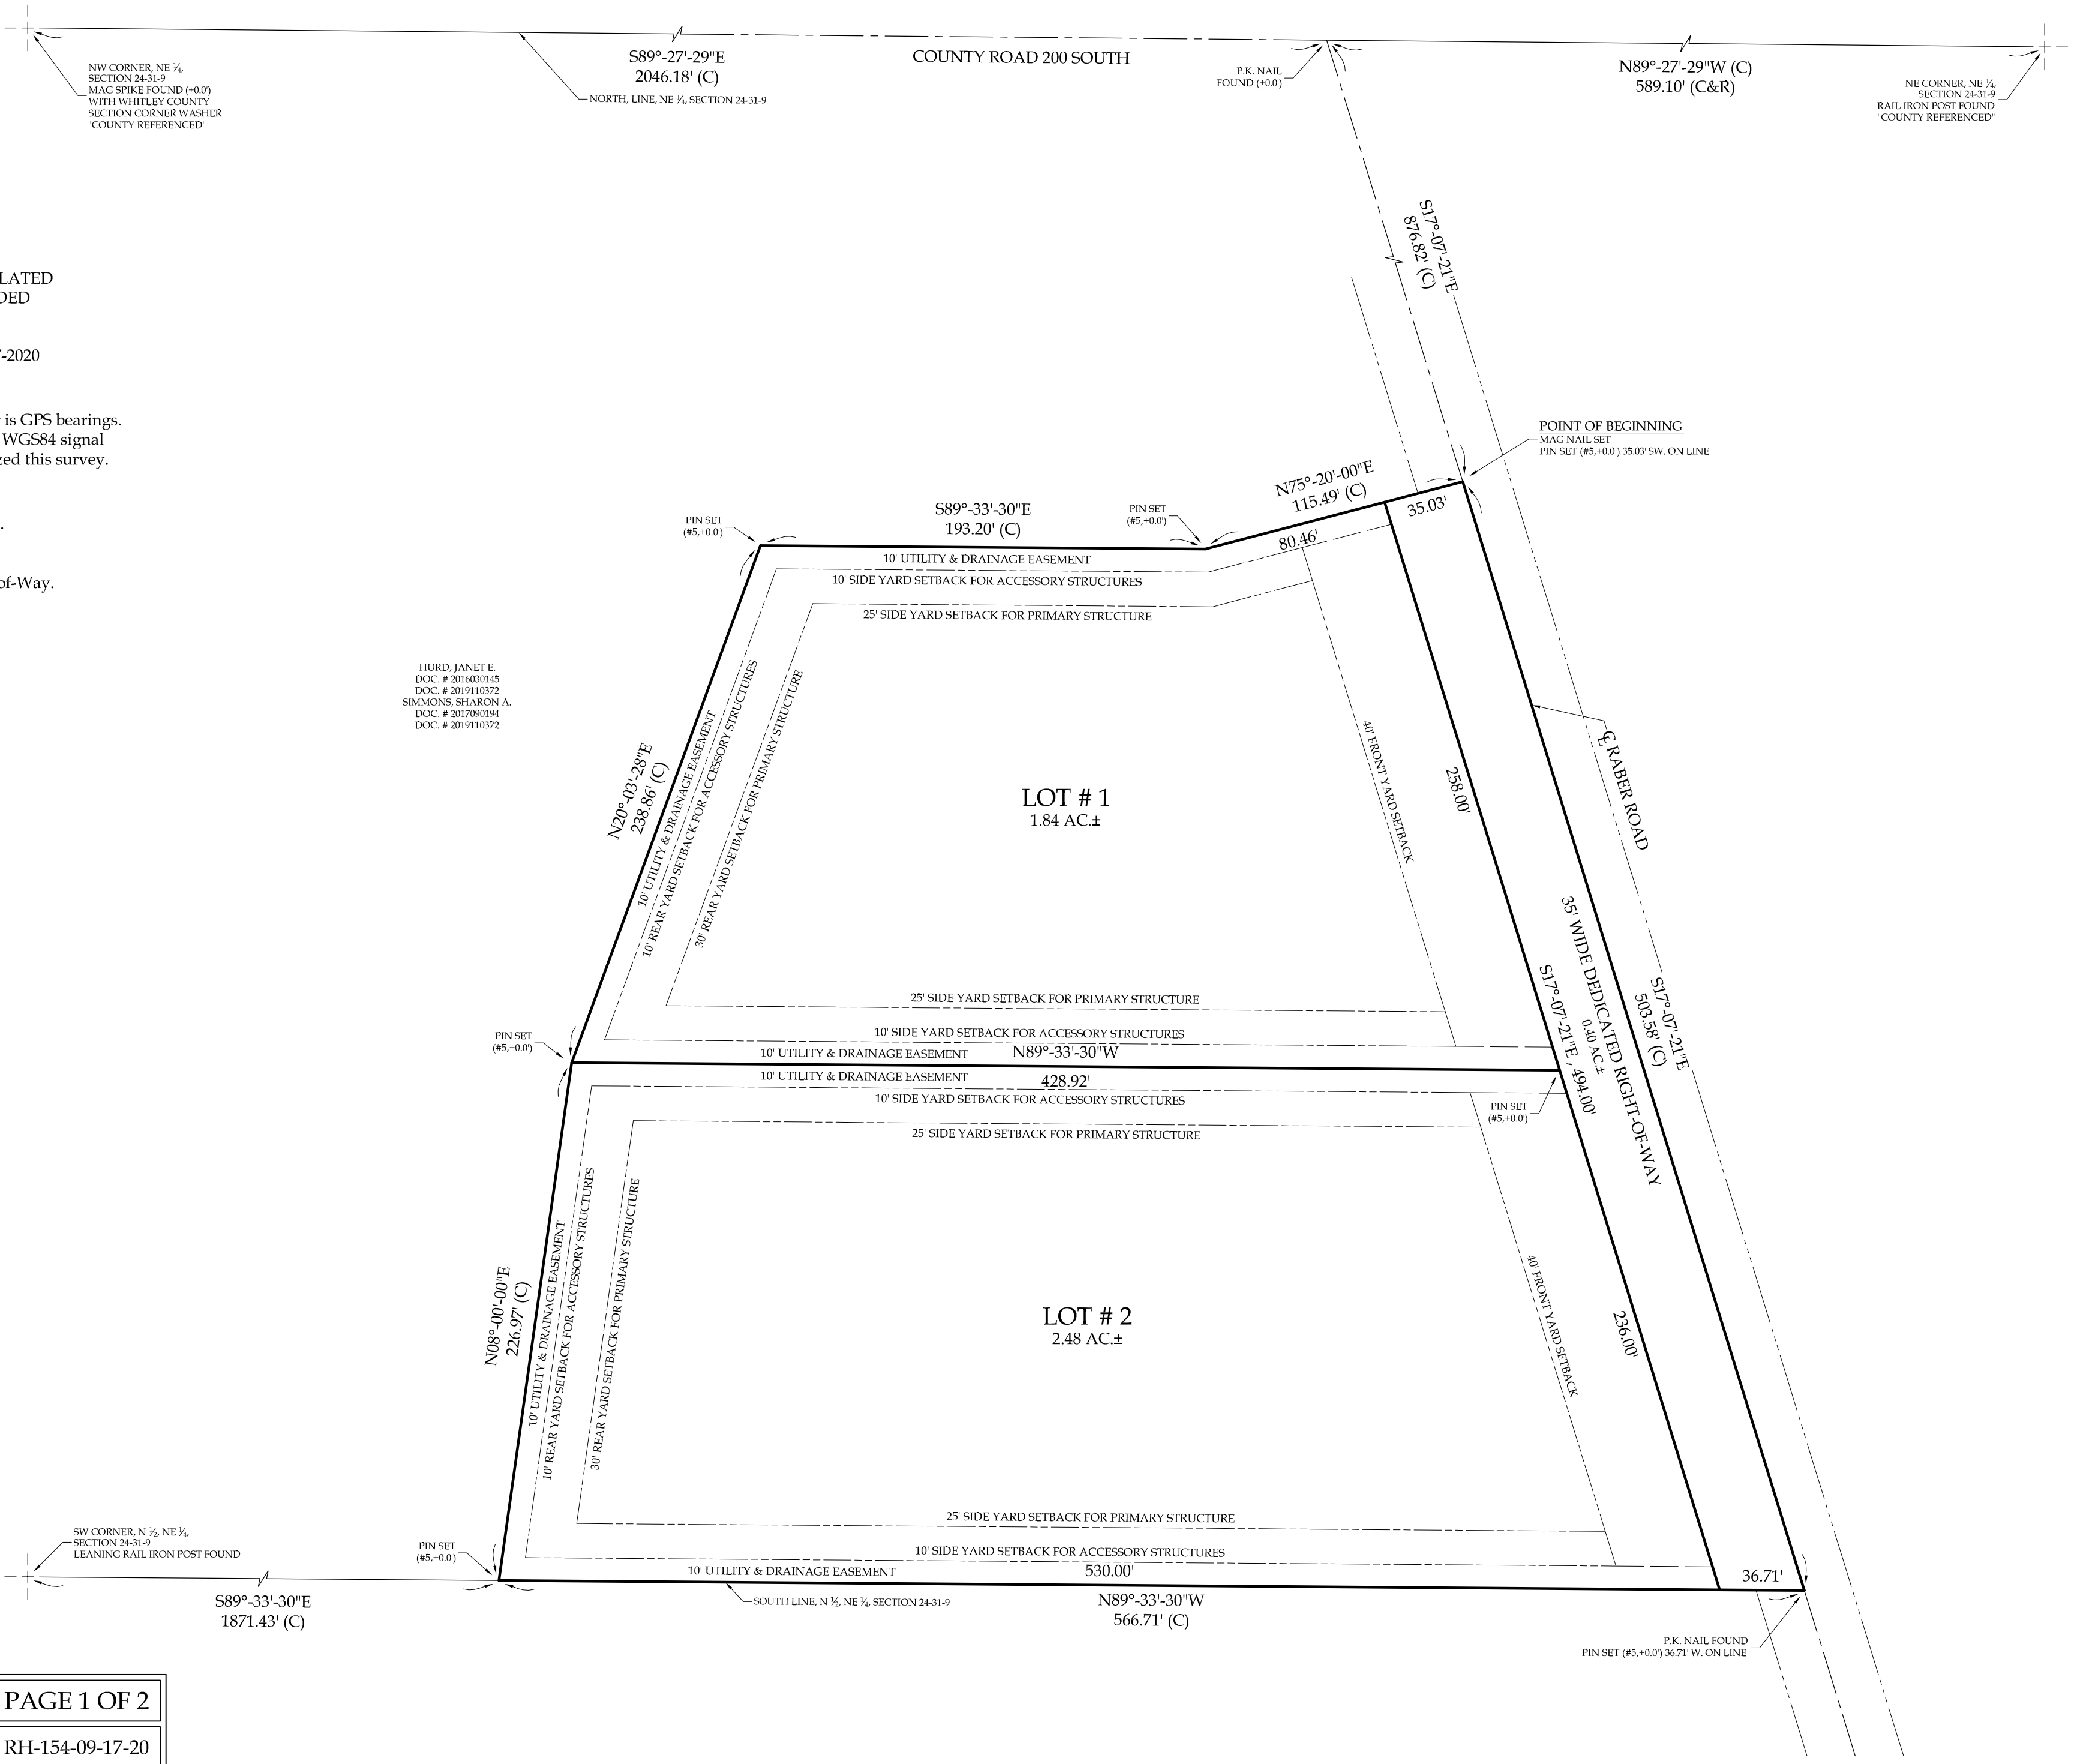 NW CORNER, NE ¼,
SECTION 24-31-9
MAG SPIKE FOUND (+0.0')
WITH WHITLEY COUNTY
SECTION CORNER WASHER
"COUNTY REFERENCED"
S89°-27'-29"E
2046.18' (C)
NORTH, LINE, NE ¼, SECTION 24-31-9
COUNTY ROAD 200 SOUTH
P.K. NAIL
FOUND (+0.0')
N89°-27'-29"W (C)
589.10' (C&R)
NE CORNER, NE ¼,
SECTION 24-31-9
RAIL IRON POST FOUND
"COUNTY REFERENCED"
S17°-07'-21"E
876.82' (C)
LATED
DED
7-2020
is GPS bearings.
WGS84 signal
zed this survey.
.
of-Way.
POINT OF BEGINNING
MAG NAIL SET
PIN SET (#5,+0.0') 35.03' SW. ON LINE
N75°-20'-00"E
115.49' (C)
35.03'
80.46'
S89°-33'-30"E
193.20' (C)
PIN SET
(#5,+0.0')
PIN SET
(#5,+0.0')
10' UTILITY & DRAINAGE EASEMENT
10' SIDE YARD SETBACK FOR ACCESSORY STRUCTURES
25' SIDE YARD SETBACK FOR PRIMARY STRUCTURE
HURD, JANET E.
DOC. # 2016030145
DOC. # 2019110372
SIMMONS, SHARON A.
DOC. # 2017090194
DOC. # 2019110372
N20°-03'-28"E
238.86' (C)
10' UTILITY & DRAINAGE EASEMENT
10' REAR YARD SETBACK FOR ACCESSORY STRUCTURES
30' REAR YARD SETBACK FOR PRIMARY STRUCTURE
LOT # 1
1.84 AC.±
40' FRONT YARD SETBACK
258.00'
℄ RABER ROAD
35' WIDE DEDICATED RIGHT-OF-WAY
0.40 AC.±
S17°-07'-21"E , 494.00'
S17°-07'-21"E
503.58' (C)
25' SIDE YARD SETBACK FOR PRIMARY STRUCTURE
10' SIDE YARD SETBACK FOR ACCESSORY STRUCTURES
10' UTILITY & DRAINAGE EASEMENT
N89°-33'-30"W
PIN SET
(#5,+0.0')
10' UTILITY & DRAINAGE EASEMENT
428.92'
10' SIDE YARD SETBACK FOR ACCESSORY STRUCTURES
PIN SET
(#5,+0.0')
25' SIDE YARD SETBACK FOR PRIMARY STRUCTURE
N08°-00'-00"E
226.97' (C)
10' UTILITY & DRAINAGE EASEMENT
10' REAR YARD SETBACK FOR ACCESSORY STRUCTURES
30' REAR YARD SETBACK FOR PRIMARY STRUCTURE
LOT # 2
2.48 AC.±
40' FRONT YARD SETBACK
236.00'
25' SIDE YARD SETBACK FOR PRIMARY STRUCTURE
10' SIDE YARD SETBACK FOR ACCESSORY STRUCTURES
10' UTILITY & DRAINAGE EASEMENT
530.00'
36.71'
SW CORNER, N ½, NE ¼,
SECTION 24-31-9
LEANING RAIL IRON POST FOUND
PIN SET
(#5,+0.0')
S89°-33'-30"E
1871.43' (C)
SOUTH LINE, N ½, NE ¼, SECTION 24-31-9
N89°-33'-30"W
566.71' (C)
P.K. NAIL FOUND
PIN SET (#5,+0.0') 36.71' W. ON LINE
PAGE 1 OF 2
RH-154-09-17-20